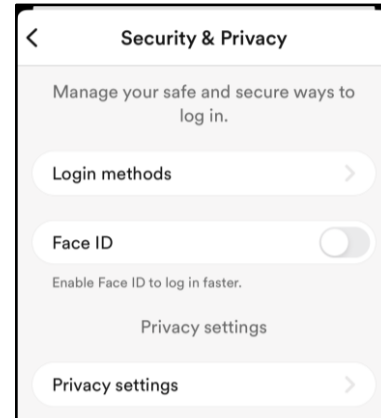 Security & Privacy
Manage your safe and secure ways to
log in.
Login methods
Face ID
Enable Face ID to log in faster.
Privacy settings
Privacy settings